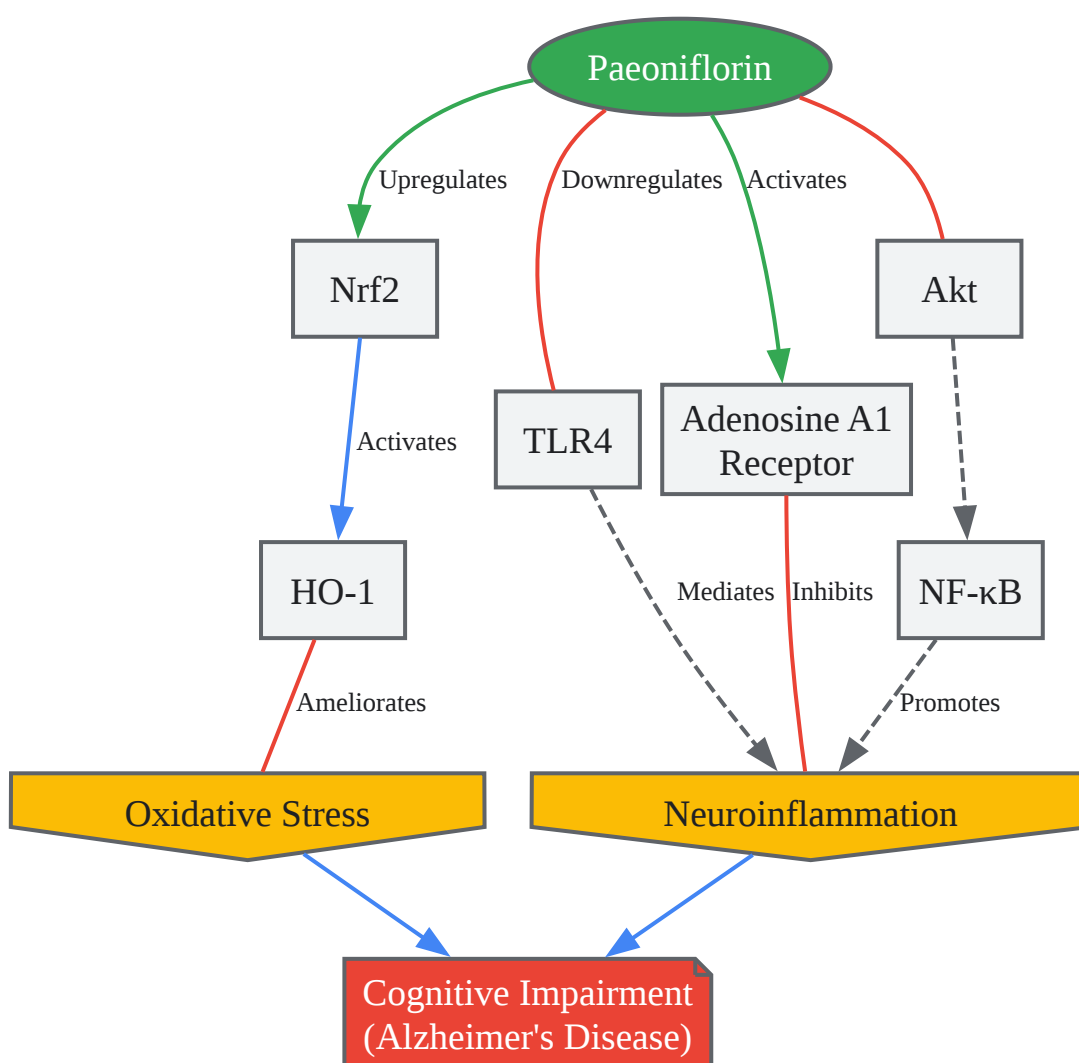 Paeoniflorin
Upregulates
Downregulates
Activates
Nrf2
Akt
Activates
TLR4
Adenosine A1
Receptor
HO-1
Mediates
Inhibits
NF-κB
Ameliorates
Promotes
Oxidative Stress
Neuroinflammation
Cognitive Impairment
(Alzheimer's Disease)